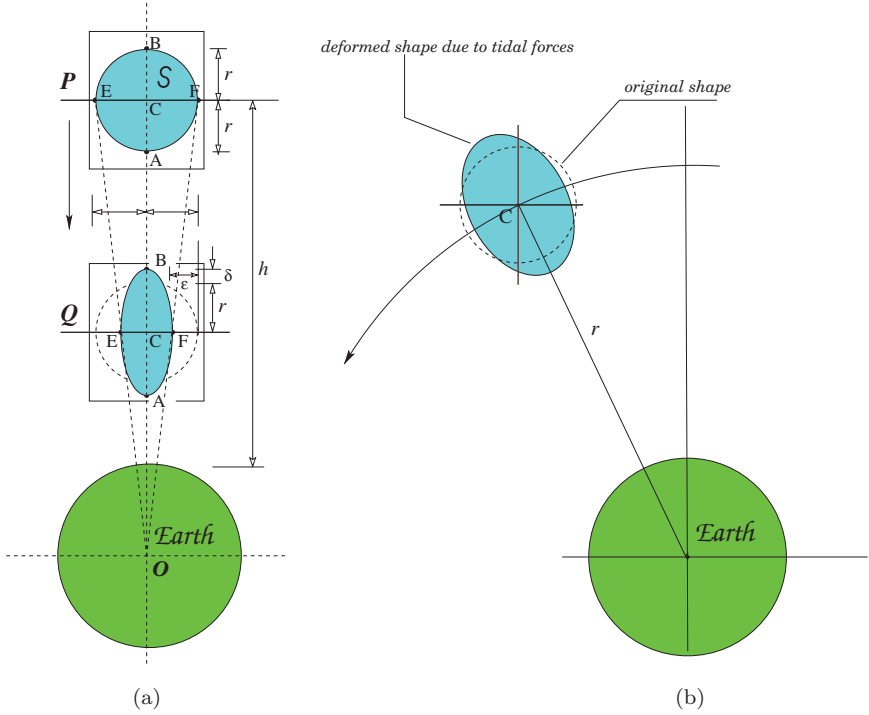 B
S
r
P
E
F
C
r
A
h
B
δ
ε
r
Q
E
C
F
A
Earth
O
(a)
deformed shape due to tidal forces
original shape
C
r
Earth
(b)